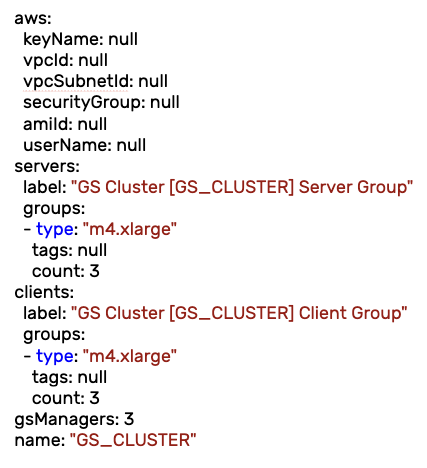 aws:
  keyName: null
  vpcId: null
  vpcSubnetId: null
  securityGroup: null
  amiId: null
  userName: null
servers:
  label: "GS Cluster [GS_CLUSTER] Server Group"
  groups:
  - type: "m4.xlarge"
    tags: null
    count: 3
clients:
  label: "GS Cluster [GS_CLUSTER] Client Group"
  groups:
  - type: "m4.xlarge"
    tags: null
    count: 3
gsManagers: 3
name: "GS_CLUSTER"